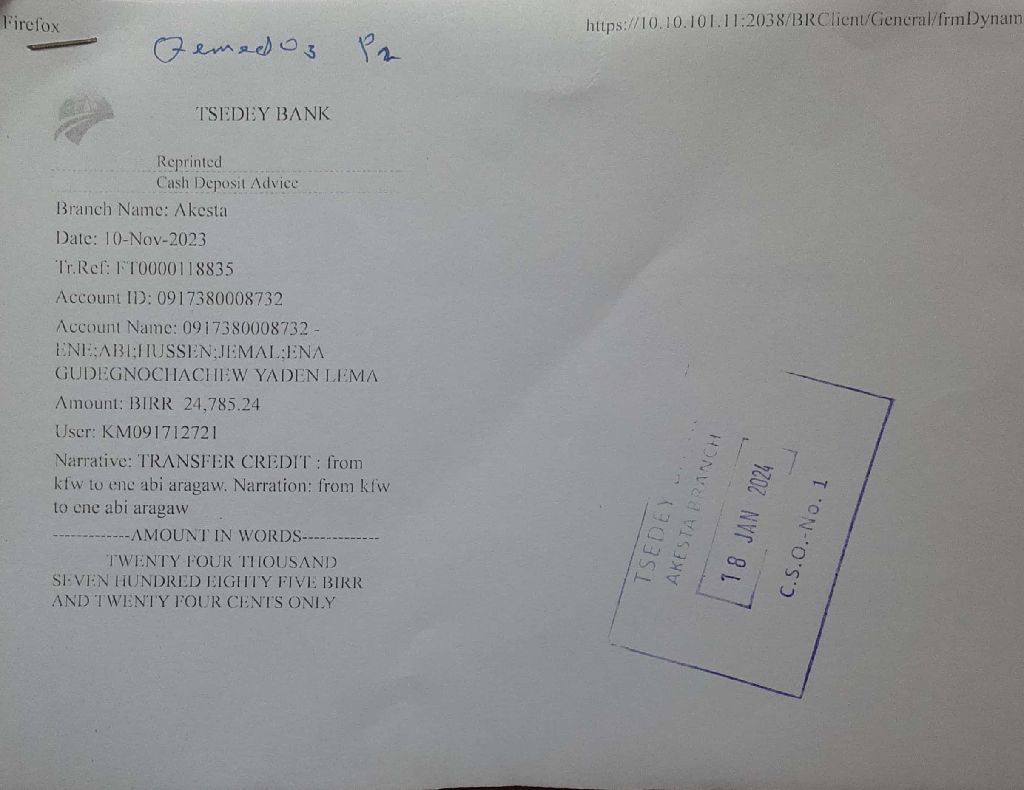 Firefox
https://10.10.101.11:2038/BRClient/General/frmDynam
TSEDEY BANK
Reprinted
Cash Deposit Advice
Branch Name: Akesta
Date: 10-Nov-2023
Tr.Ref: FT0000118835
Account ID: 0917380008732
Account Name: 0917380008732 -
ENE;ABI;HUSSEN;JEMAL;ENA
GUDEGNOCHACHEW YADEN LEMA
Amount: BIRR 24,785.24
User: KM091712721
Narrative: TRANSFER CREDIT : from
kfw to ene abi aragaw. Narration: from kfw
to ene abi aragaw
-------------AMOUNT IN WORDS-------------
TWENTY FOUR THOUSAND
SEVEN HUNDRED EIGHTY FIVE BIRR
AND TWENTY FOUR CENTS ONLY
TSEDEY
AKESTA BRANCH
18 JAN 2024
C.S.O.-No. 1